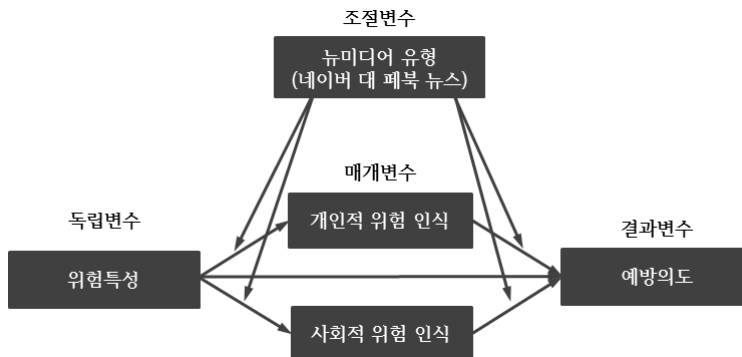 조절변수
뉴미디어 유형
(네이버 대 페북 뉴스)
매개변수
독립변수
개인적 위험 인식
결과변수
위험특성
예방의도
사회적 위험 인식